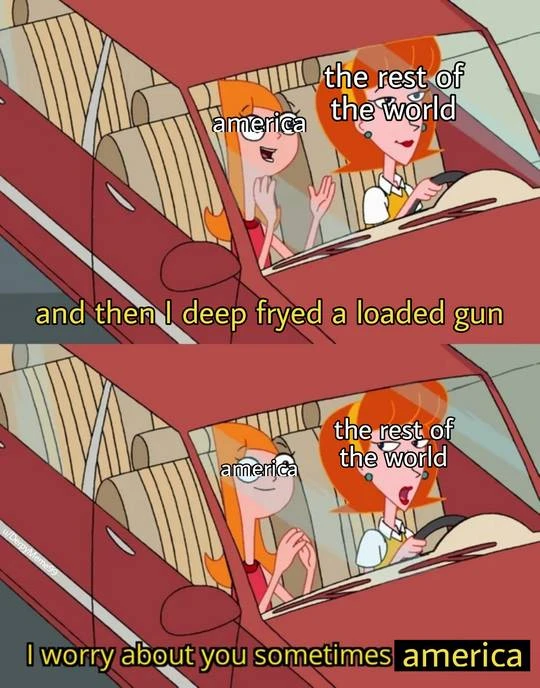 the rest of
the world
america
and then I deep fryed a loaded gun
the rest of
the world
america
I worry about you sometimes america